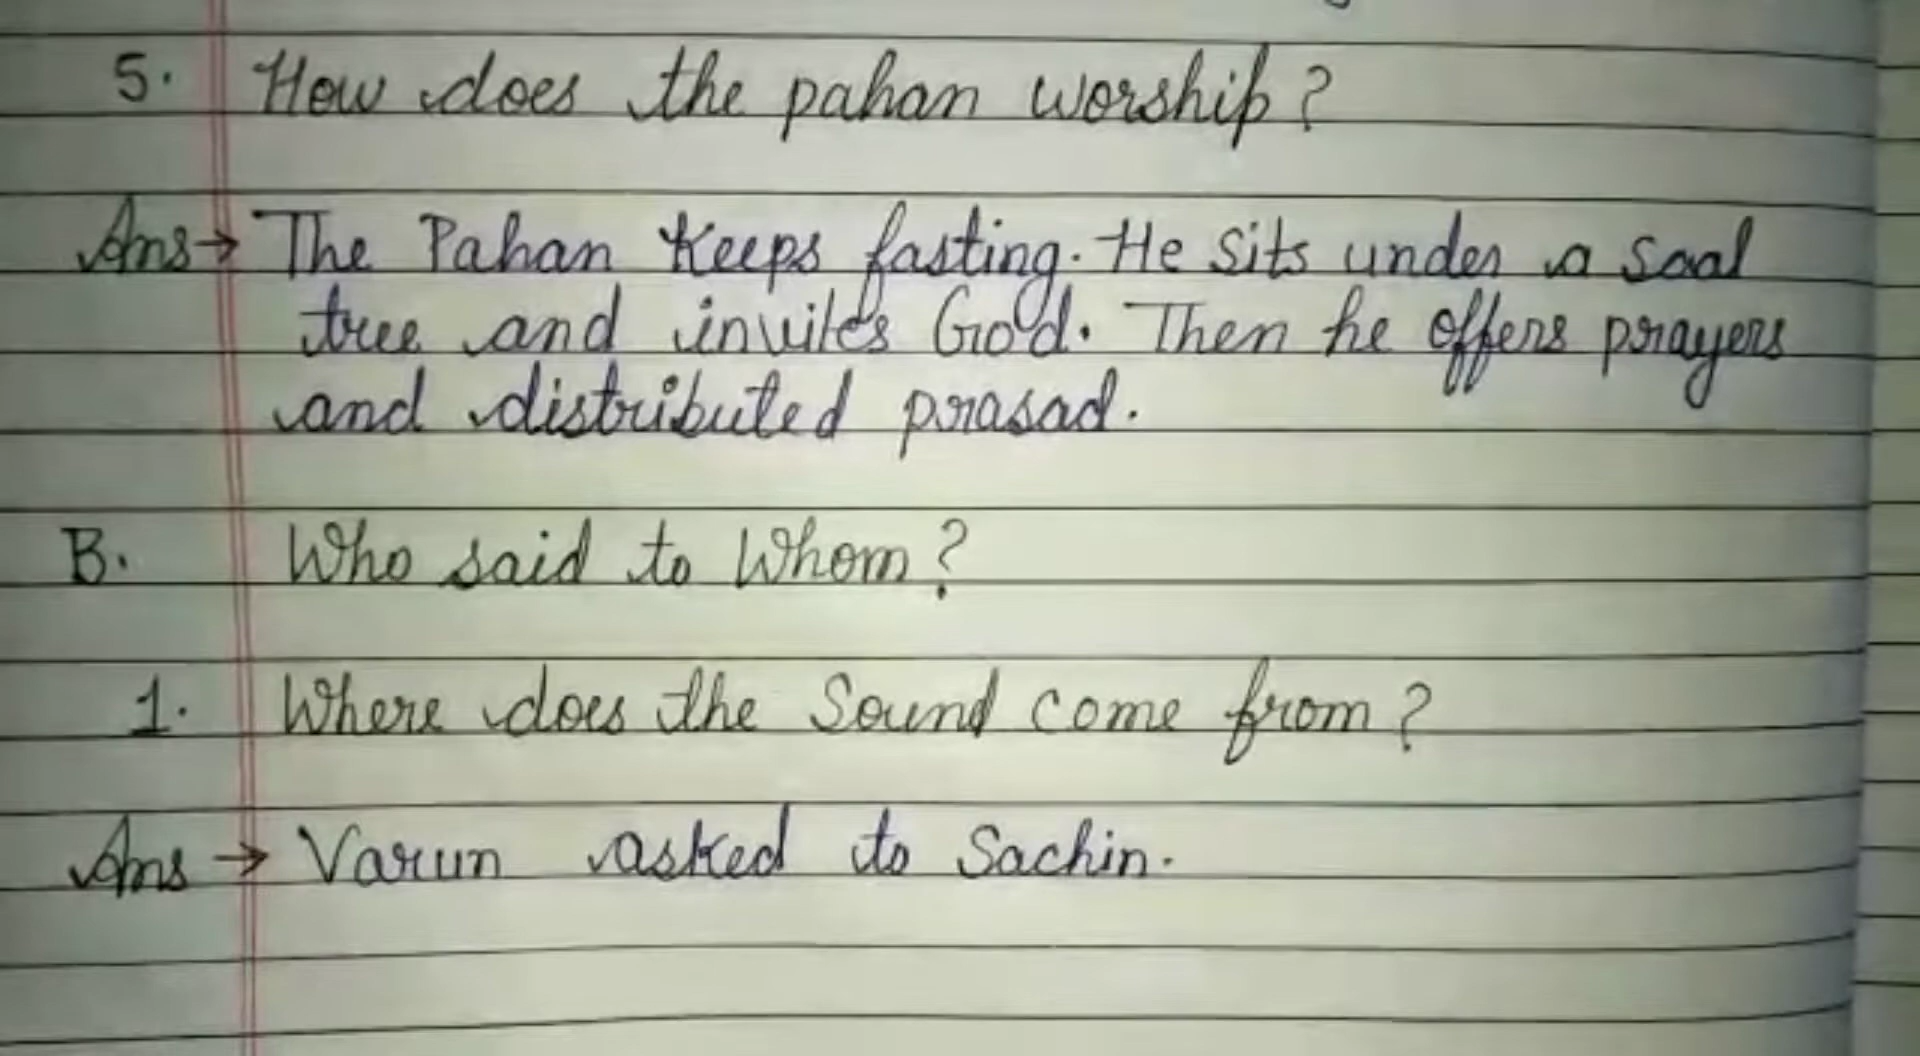 5. How does the pahan worship?
Ans→ The Pahan Keeps fasting. He Sits under a Saal
tree and invites God. Then he offers prayers
and distributed prasad.
B. Who said to Whom?
1. Where does the Sound Come from?
Ans → Varun asked to Sachin.